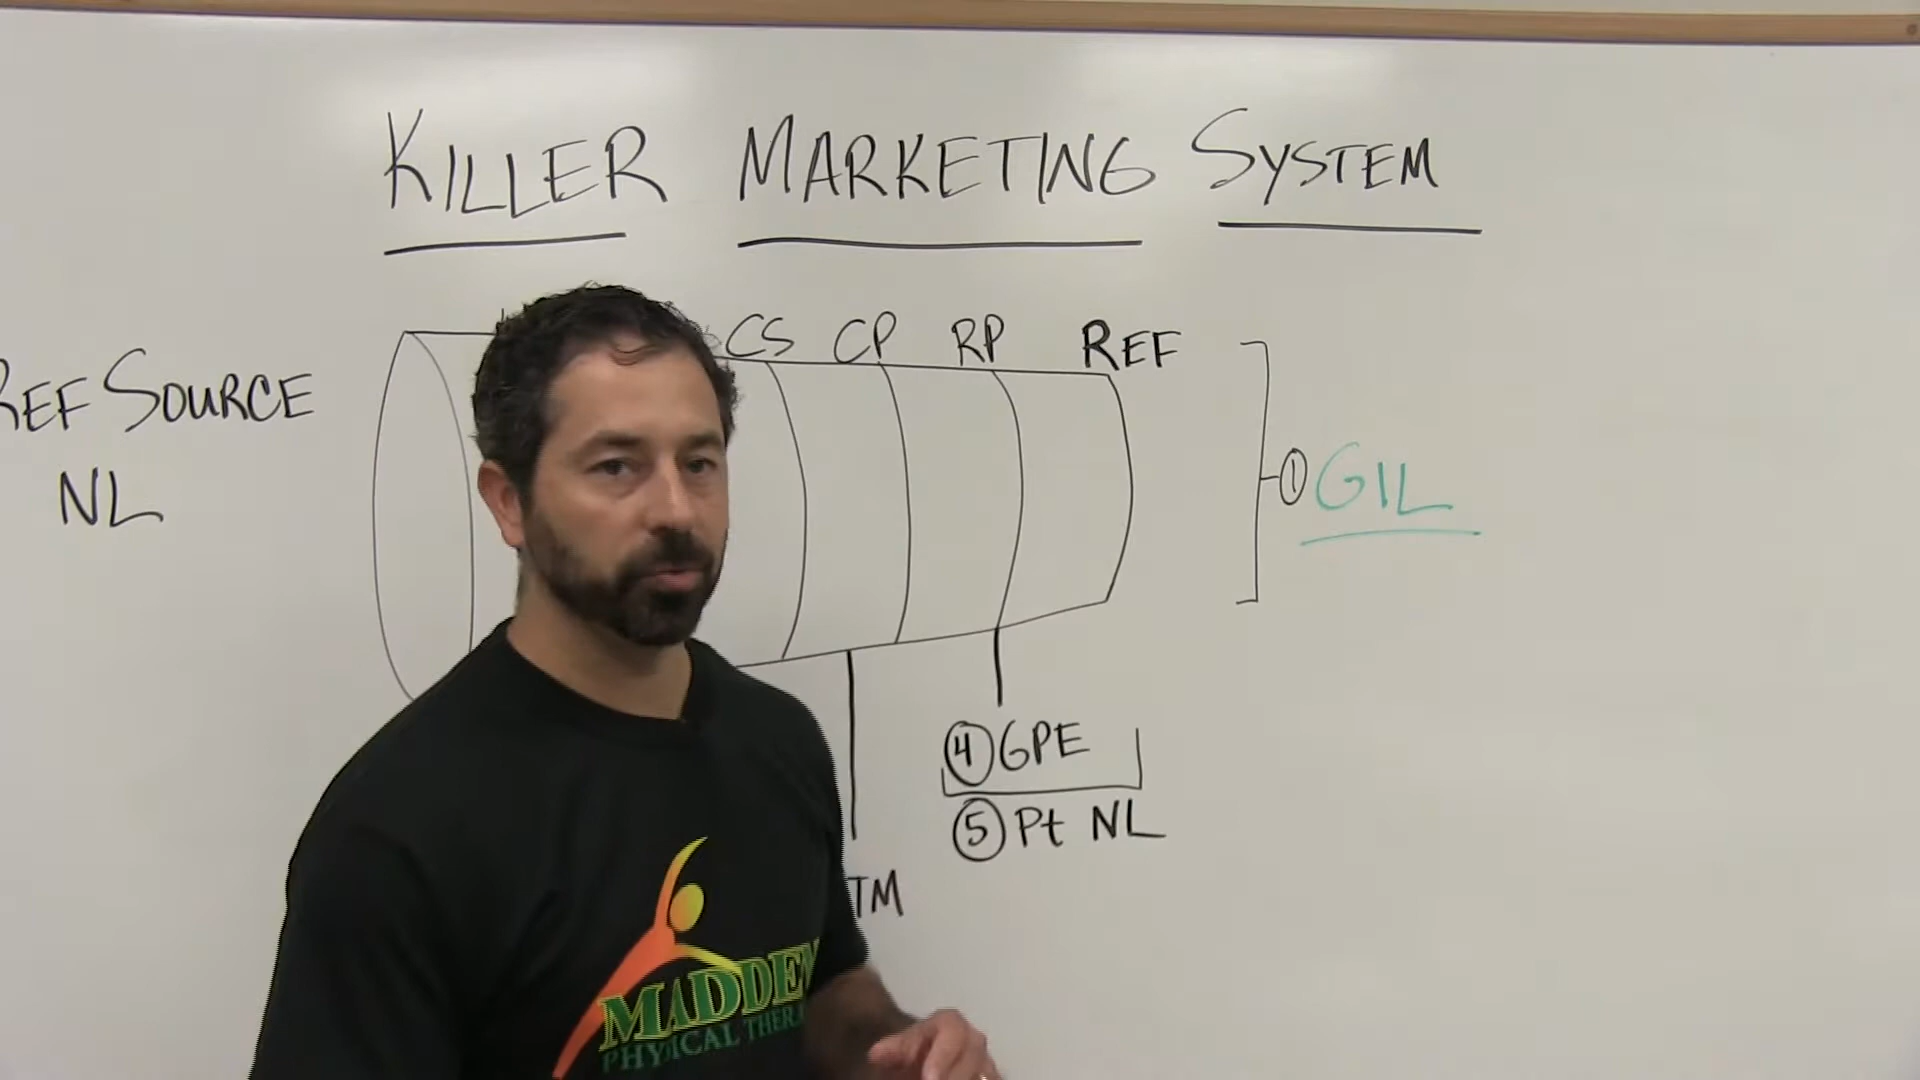 KILLER MARKETING SYSTEM
CS CP RP REF
REF SOURCE
NL
① GIL
④ GPE
⑤ Pt NL
TM
MADDEN
PHYSICAL THERA